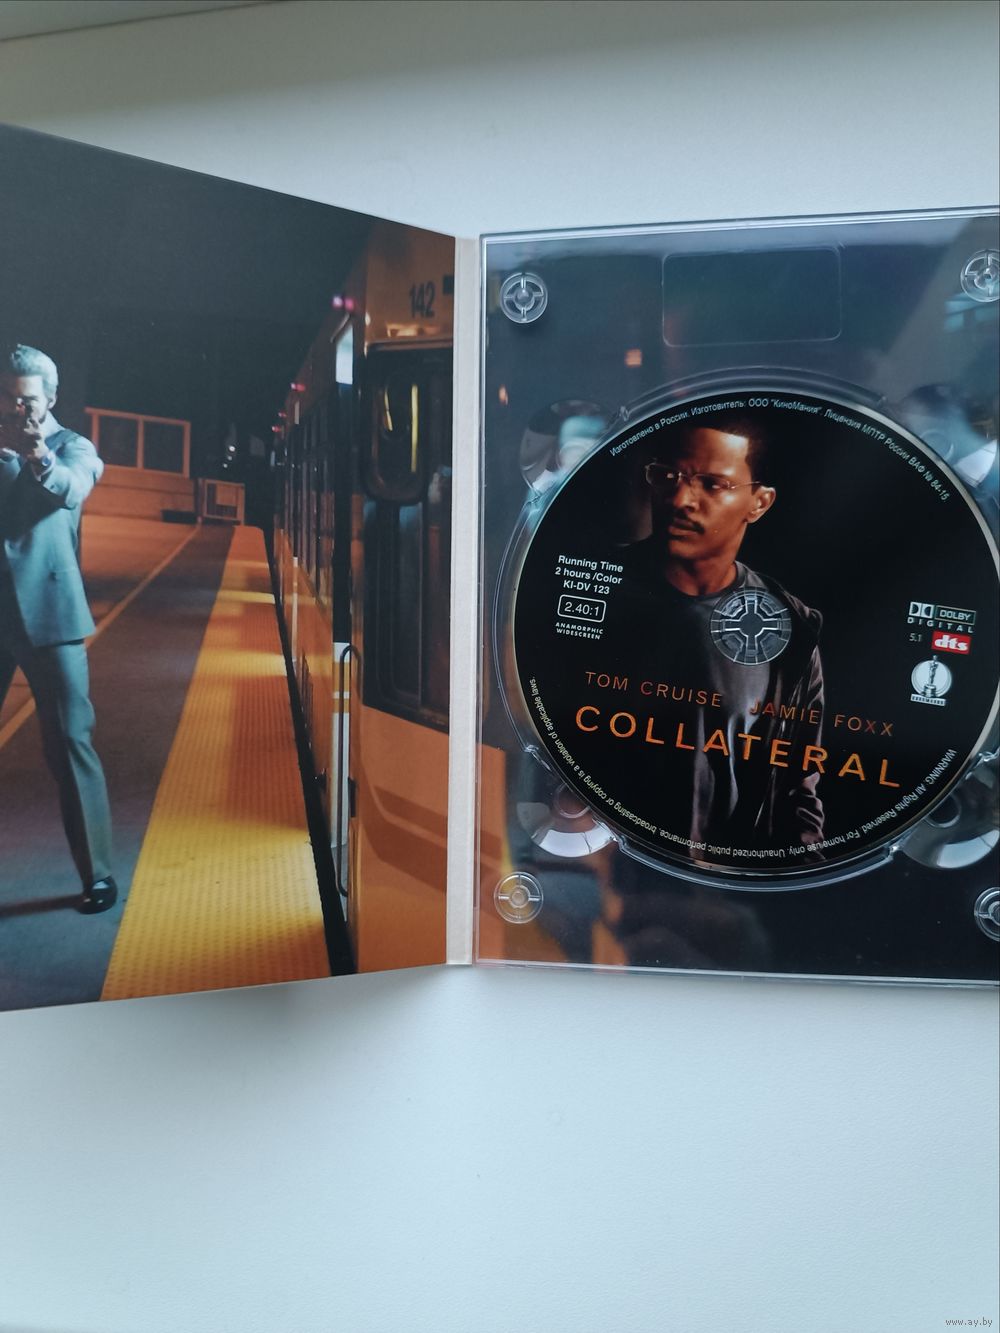 142
Изготовлено в России. Изготовитель: ООО "КиноМания". Лицензия МПТР России ВАФ № 84-15
Running Time
2 hours /Color
KI-DV 123
2.40:1
ANAMORPHIC
WIDESCREEN
DOLBY
DIGITAL
5.1 dts
TOM CRUISE JAMIE FOXX
COLLATERAL
WARNING. All Rights Reserved. For home use only. Unauthorized public performance, broadcasting or copying is a violation of applicable laws.
www.ay.by